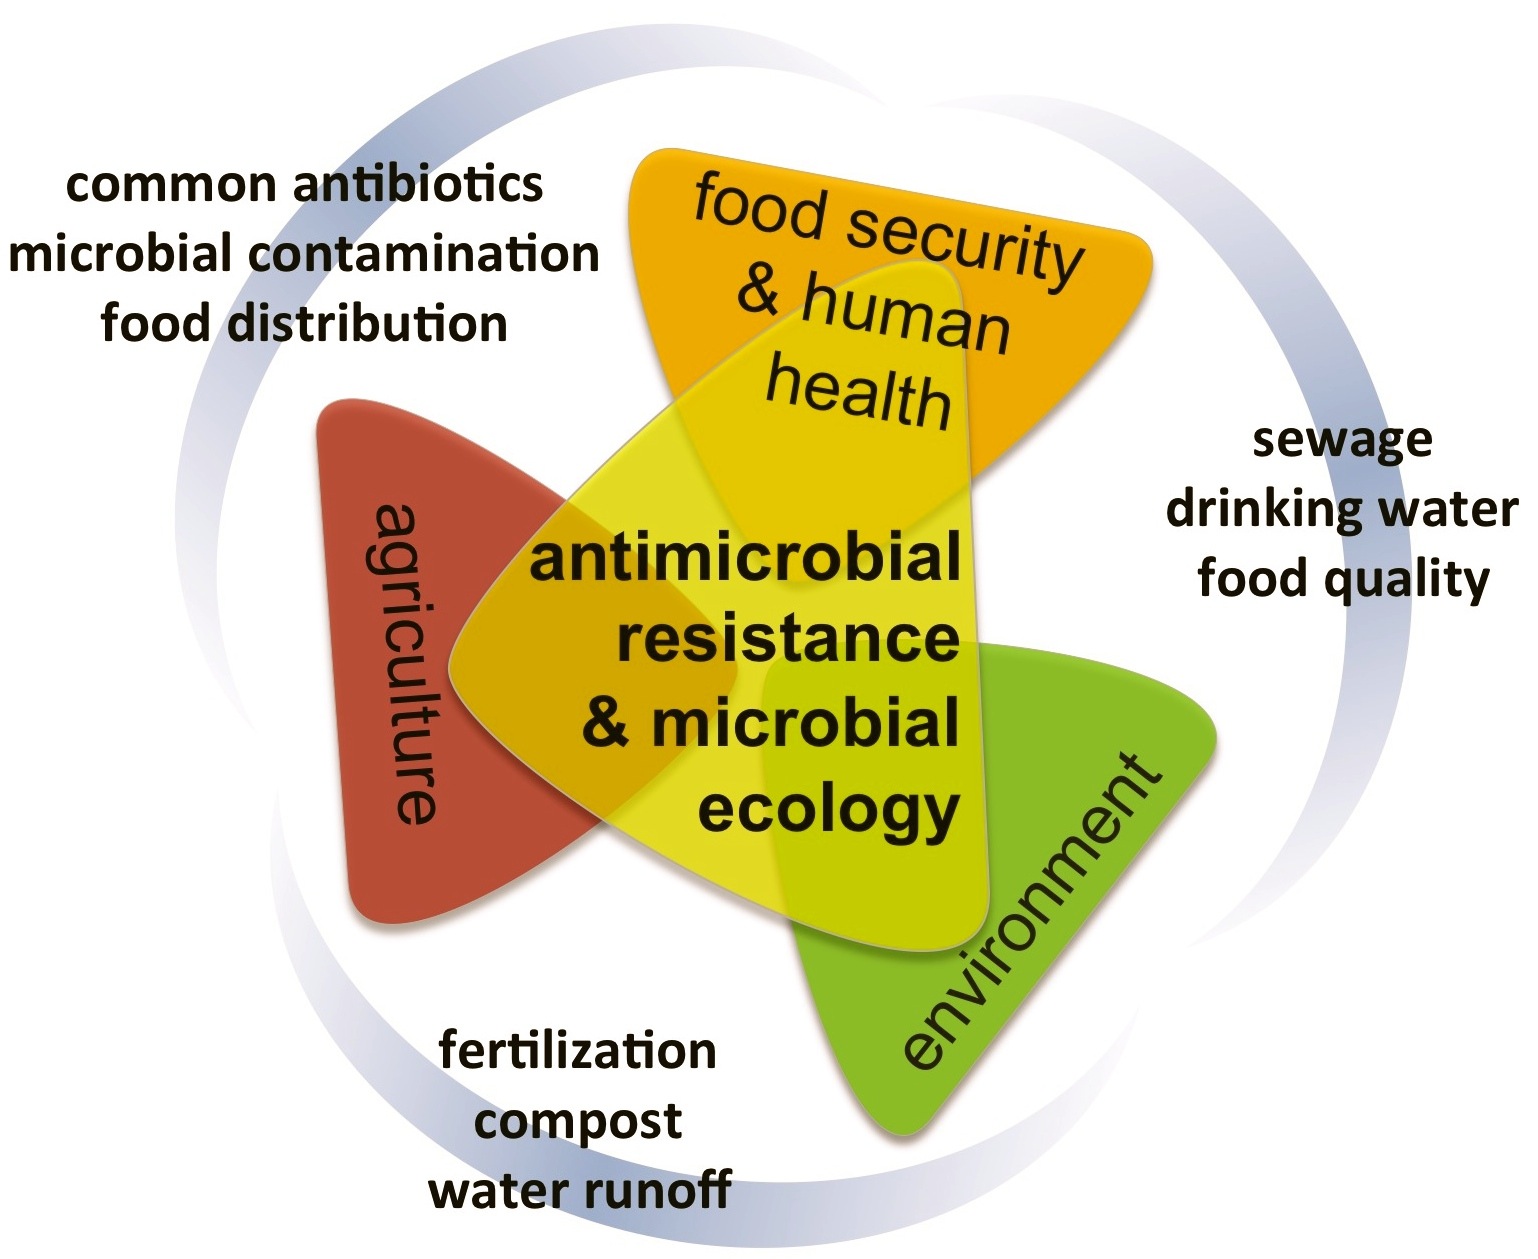 common antibiotics
microbial contamination
food distribution
food security
& human
health
sewage
drinking water
food quality
agriculture
antimicrobial
resistance
& microbial
ecology
environment
fertilization
compost
water runoff